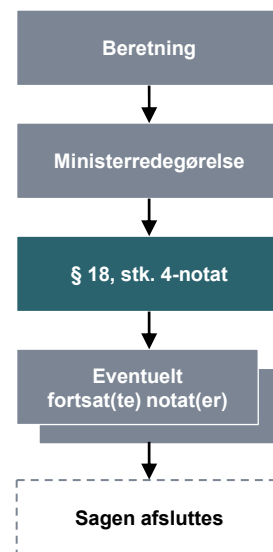 Beretning
Ministerredegørelse
§ 18, stk. 4-notat
Eventuelt
fortsat(te) notat(er)
Sagen afsluttes